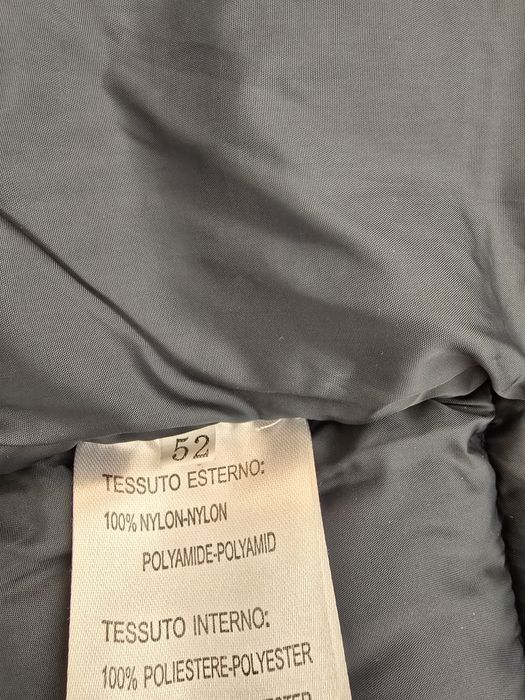 52
TESSUTO ESTERNO:
100% NYLON-NYLON
POLYAMIDE-POLYAMID
TESSUTO INTERNO:
100% POLIESTERE-POLYESTER